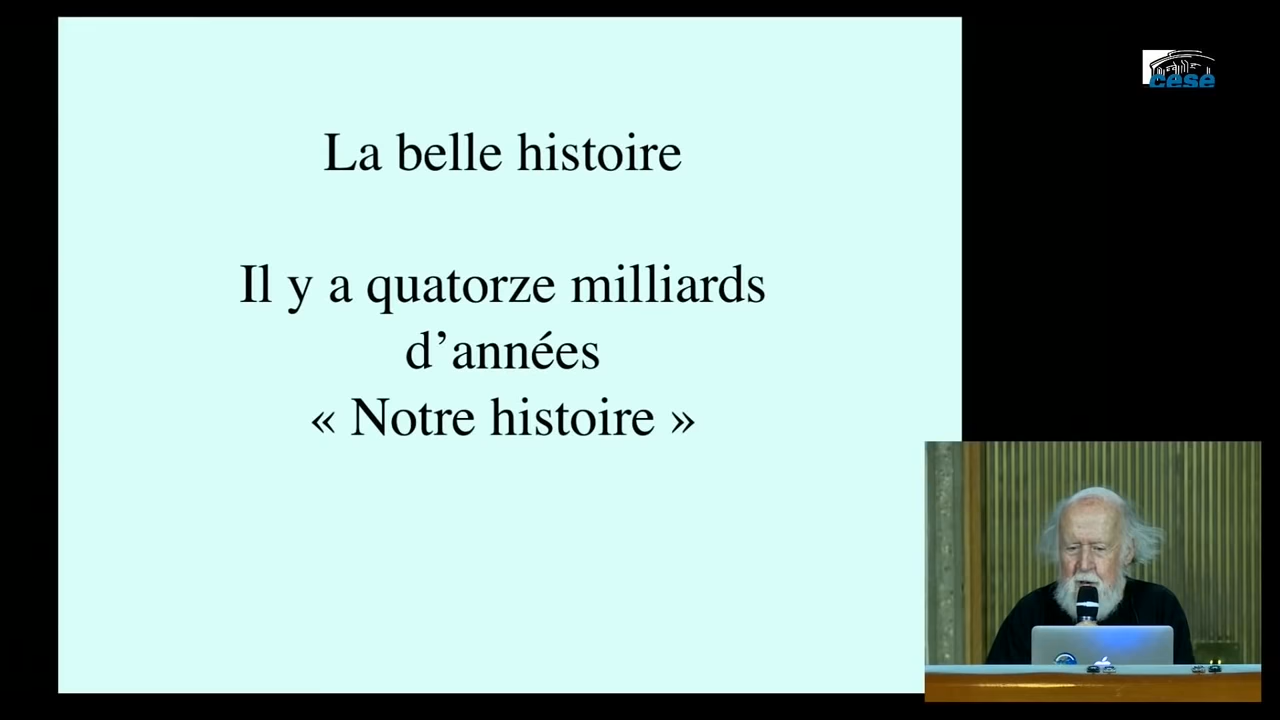 La belle histoire
Il y a quatorze milliards
d’années
« Notre histoire »
cese